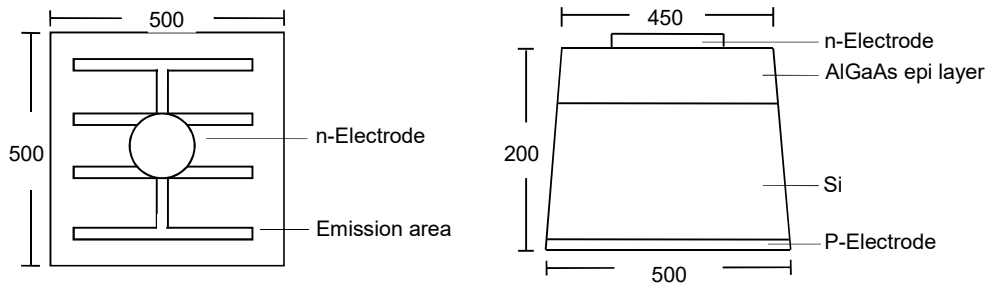 500
500
n-Electrode
Emission area
450
n-Electrode
AlGaAs epi layer
200
Si
P-Electrode
500